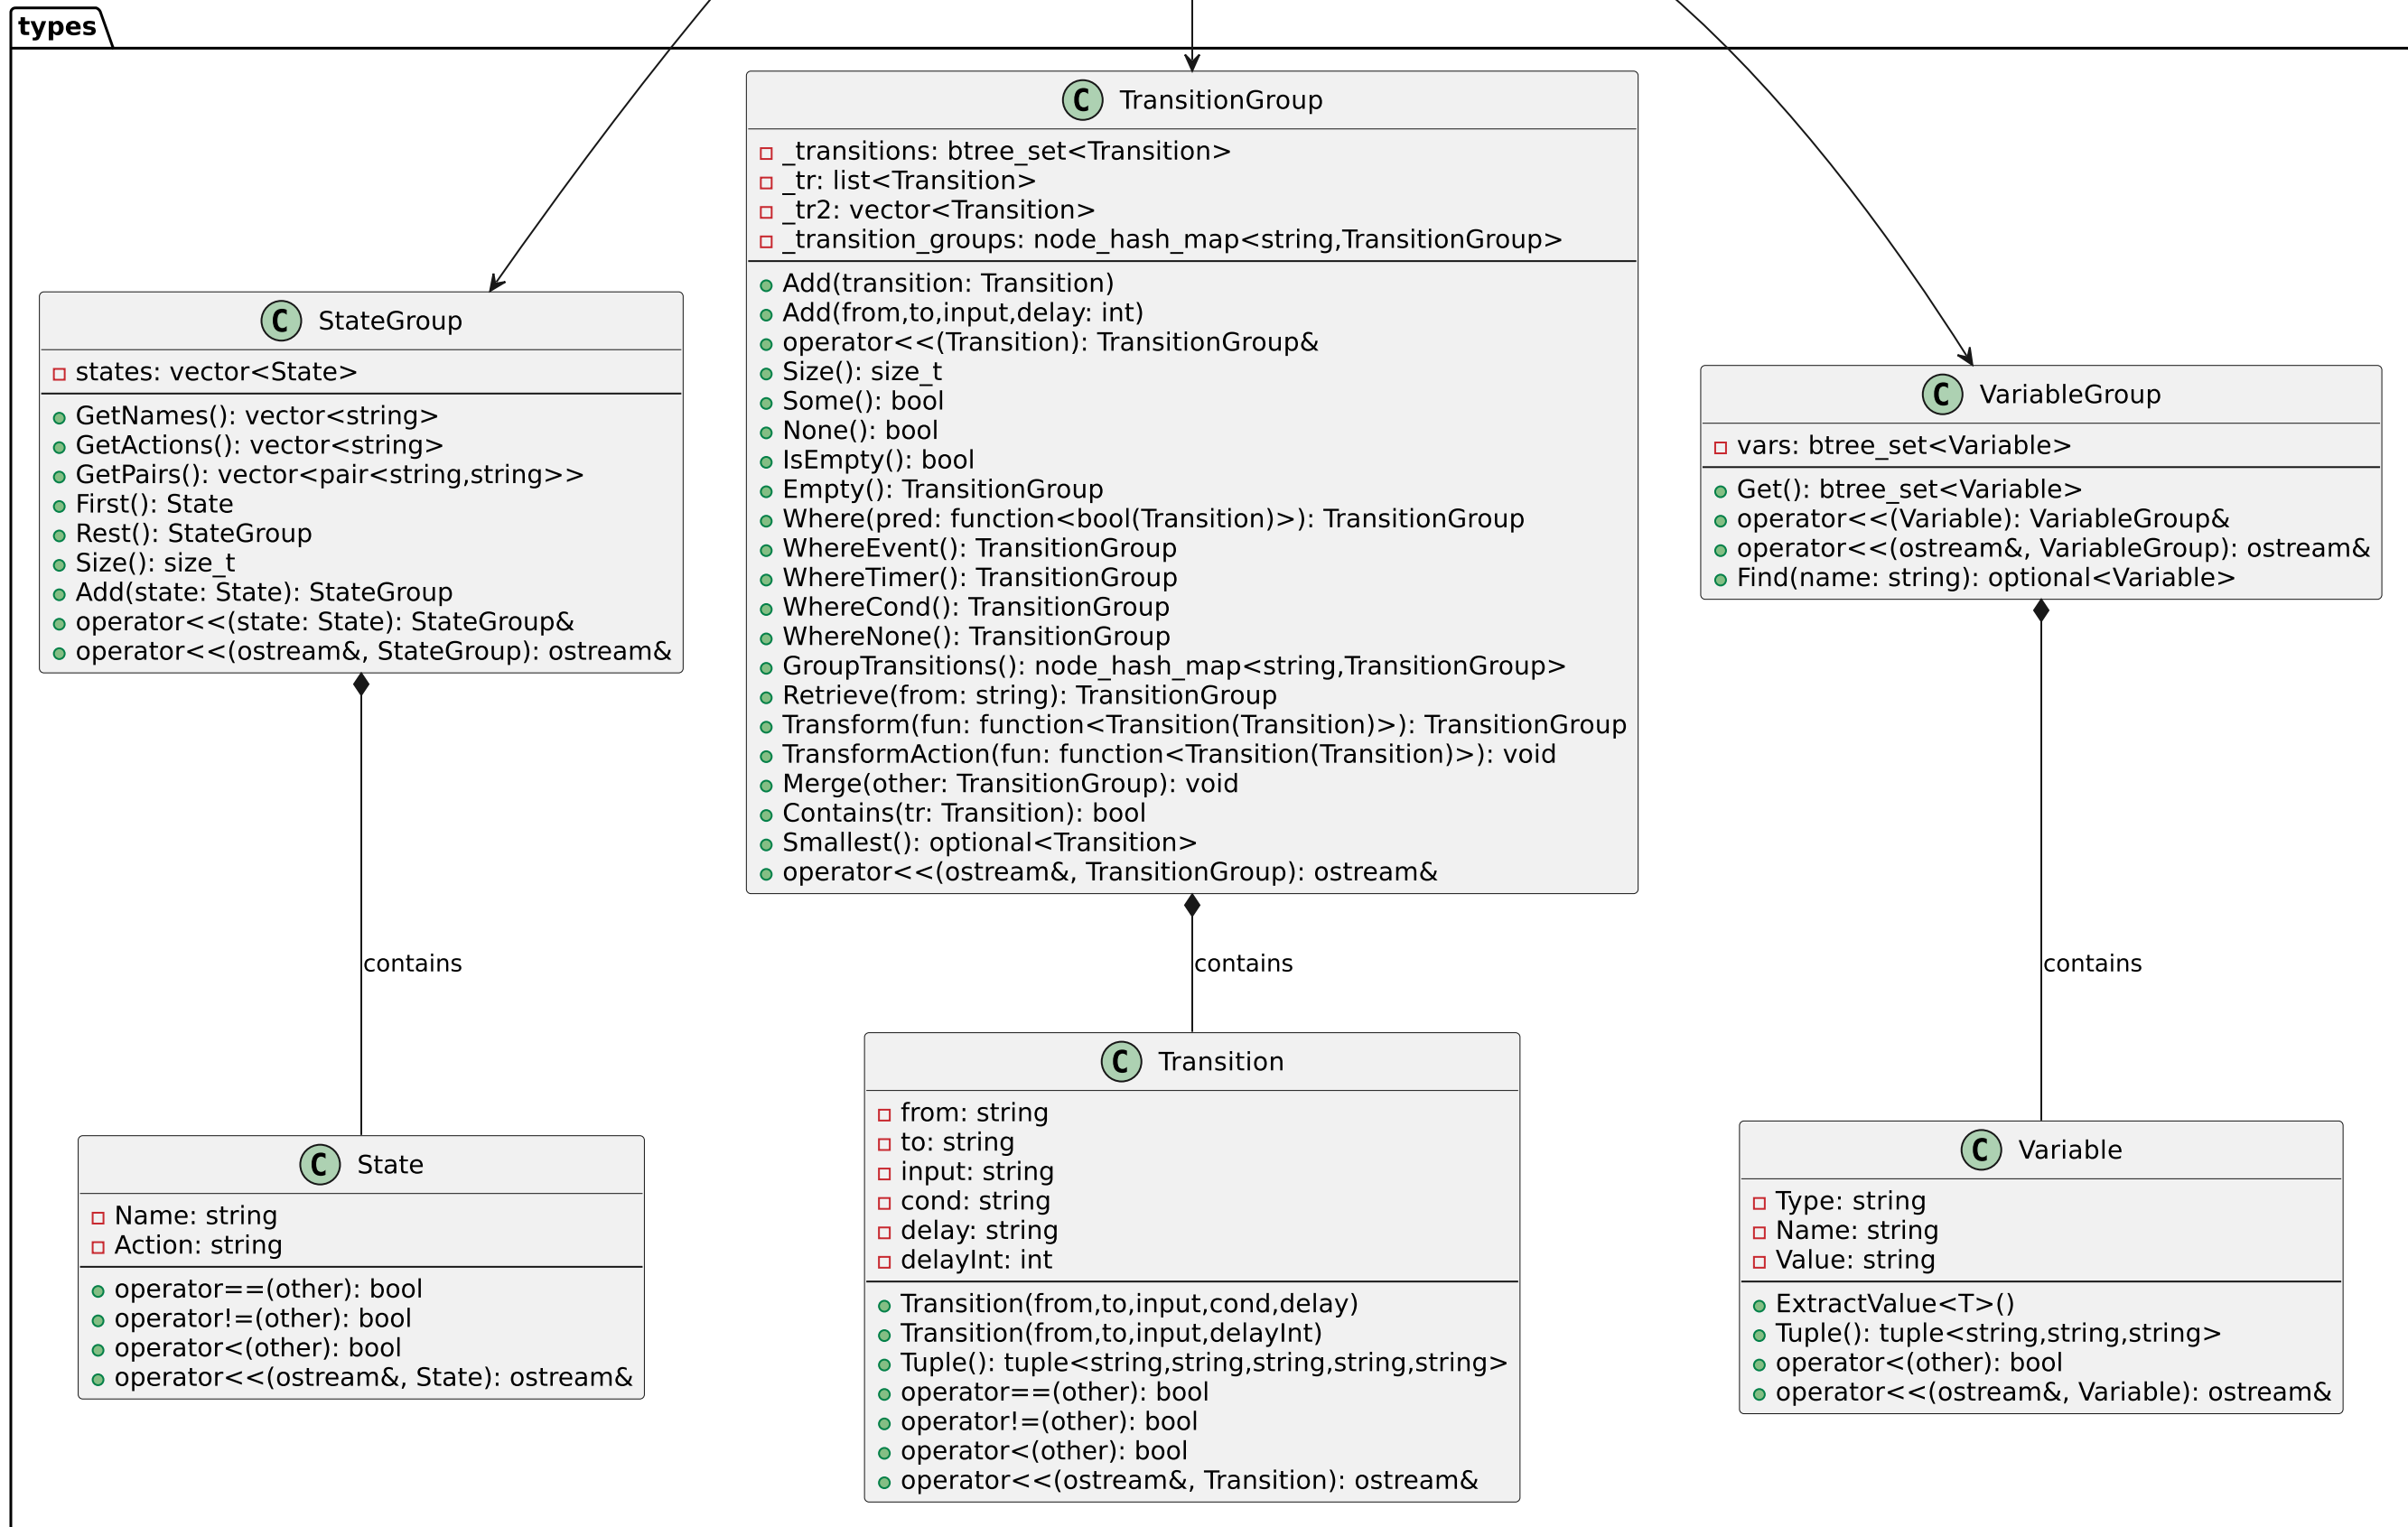 types
C TransitionGroup
_transitions: btree_set<Transition>
_tr: list<Transition>
_tr2: vector<Transition>
_transition_groups: node_hash_map<string,TransitionGroup>
Add(transition: Transition)
Add(from,to,input,delay: int)
operator<<(Transition): TransitionGroup&
Size(): size_t
Some(): bool
None(): bool
IsEmpty(): bool
Empty(): TransitionGroup
Where(pred: function<bool(Transition)>): TransitionGroup
WhereEvent(): TransitionGroup
WhereTimer(): TransitionGroup
WhereCond(): TransitionGroup
WhereNone(): TransitionGroup
GroupTransitions(): node_hash_map<string,TransitionGroup>
Retrieve(from: string): TransitionGroup
Transform(fun: function<Transition(Transition)>): TransitionGroup
TransformAction(fun: function<Transition(Transition)>): void
Merge(other: TransitionGroup): void
Contains(tr: Transition): bool
Smallest(): optional<Transition>
operator<<(ostream&, TransitionGroup): ostream&
C StateGroup
states: vector<State>
GetNames(): vector<string>
GetActions(): vector<string>
GetPairs(): vector<pair<string,string>>
First(): State
Rest(): StateGroup
Size(): size_t
Add(state: State): StateGroup
operator<<(state: State): StateGroup&
operator<<(ostream&, StateGroup): ostream&
C VariableGroup
vars: btree_set<Variable>
Get(): btree_set<Variable>
operator<<(Variable): VariableGroup&
operator<<(ostream&, VariableGroup): ostream&
Find(name: string): optional<Variable>
contains
contains
contains
C State
Name: string
Action: string
operator==(other): bool
operator!=(other): bool
operator<(other): bool
operator<<(ostream&, State): ostream&
C Transition
from: string
to: string
input: string
cond: string
delay: string
delayInt: int
Transition(from,to,input,cond,delay)
Transition(from,to,input,delayInt)
Tuple(): tuple<string,string,string,string,string>
operator==(other): bool
operator!=(other): bool
operator<(other): bool
operator<<(ostream&, Transition): ostream&
C Variable
Type: string
Name: string
Value: string
ExtractValue<T>()
Tuple(): tuple<string,string,string>
operator<(other): bool
operator<<(ostream&, Variable): ostream&